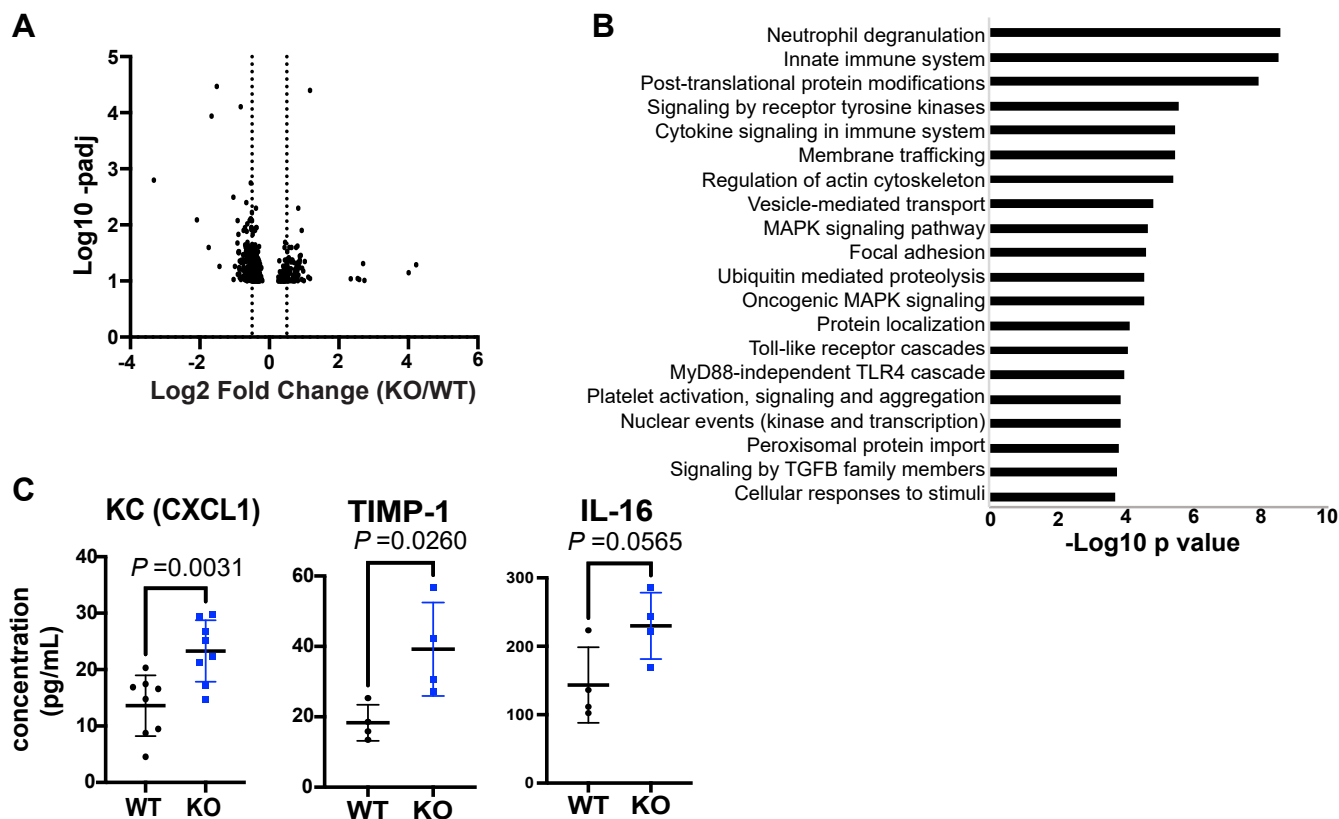 A
5
4
3
2
1
0
Log10 -padj
-4 -2 0 2 4 6
Log2 Fold Change (KO/WT)
B
Neutrophil degranulation
Innate immune system
Post-translational protein modifications
Signaling by receptor tyrosine kinases
Cytokine signaling in immune system
Membrane trafficking
Regulation of actin cytoskeleton
Vesicle-mediated transport
MAPK signaling pathway
Focal adhesion
Ubiquitin mediated proteolysis
Oncogenic MAPK signaling
Protein localization
Toll-like receptor cascades
MyD88-independent TLR4 cascade
Platelet activation, signaling and aggregation
Nuclear events (kinase and transcription)
Peroxisomal protein import
Signaling by TGFB family members
Cellular responses to stimuli
0 2 4 6 8 10
-Log10 p value
C
KC (CXCL1)
P =0.0031
40
30
20
10
0
concentration
(pg/mL)
WT KO
TIMP-1
P =0.0260
60
40
20
0
WT KO
IL-16
P =0.0565
300
200
100
0
WT KO